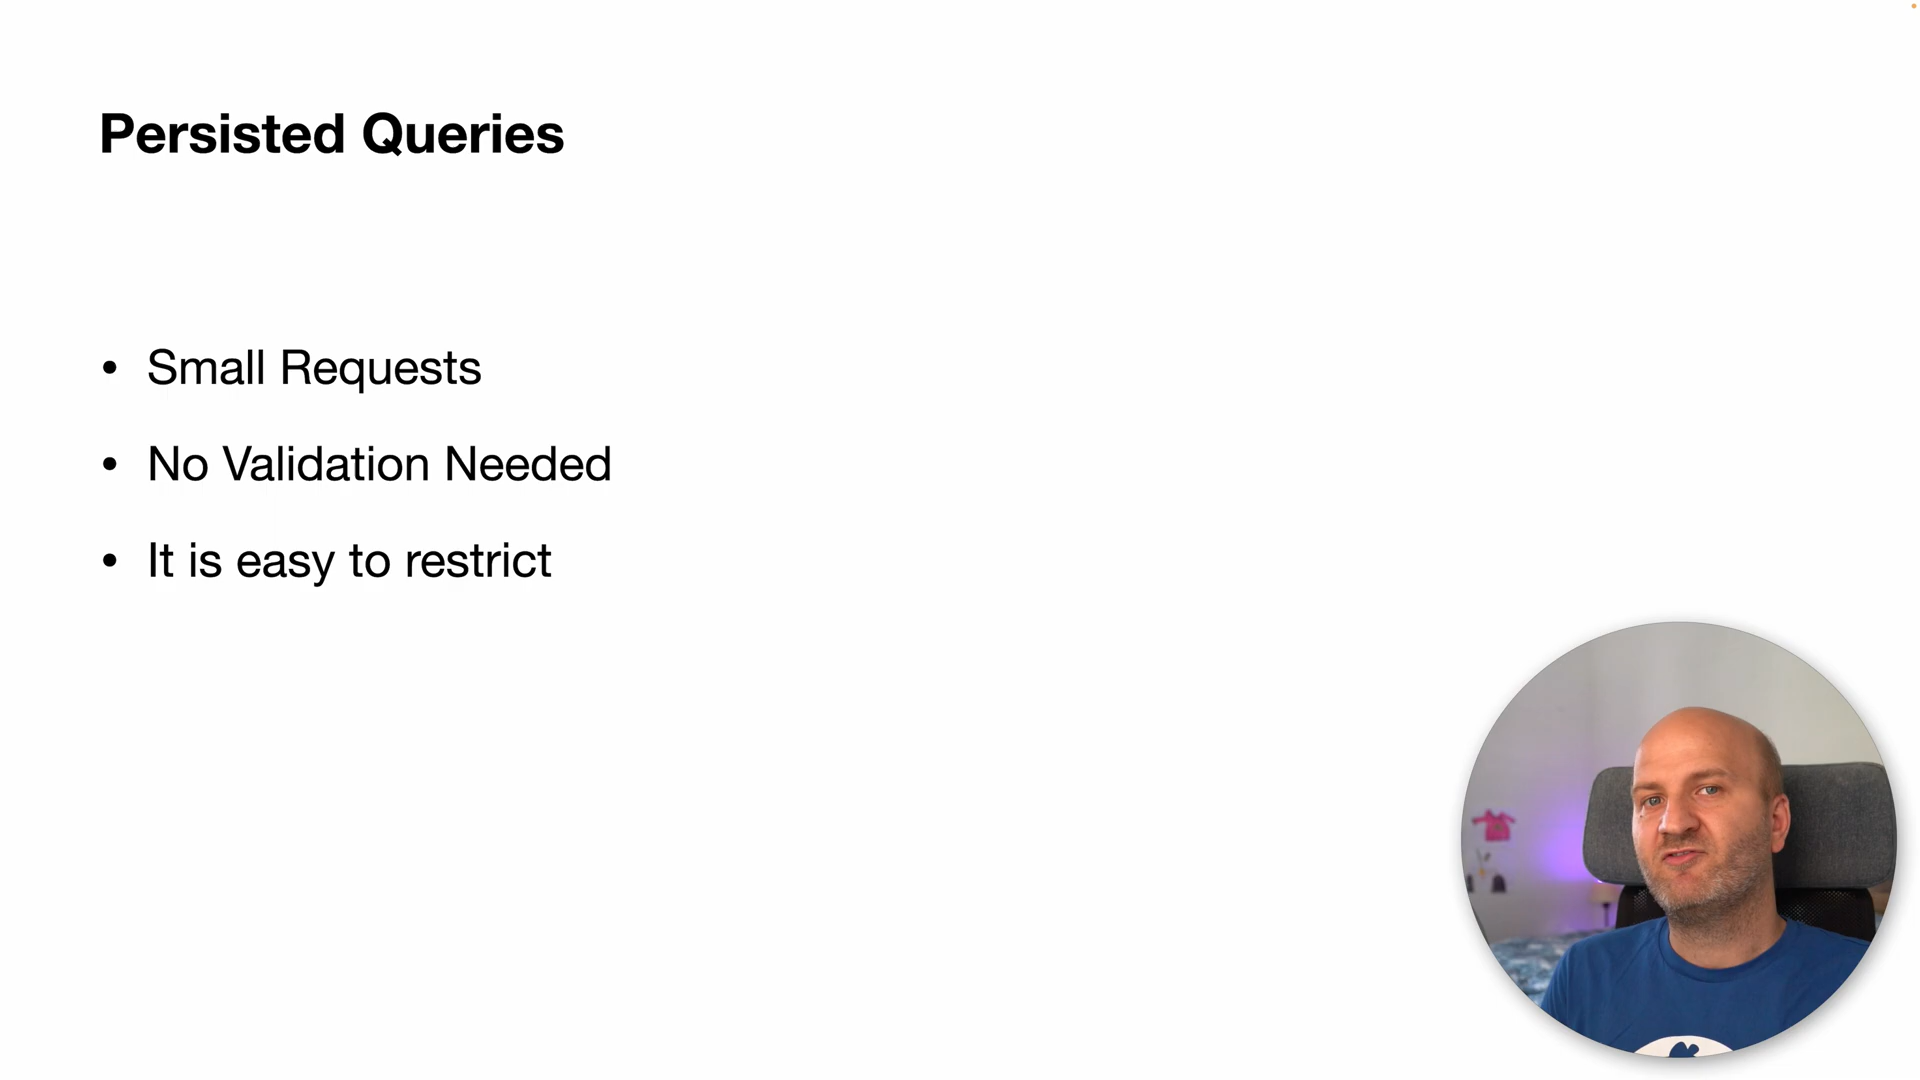 Persisted Queries
• Small Requests
• No Validation Needed
• It is easy to restrict